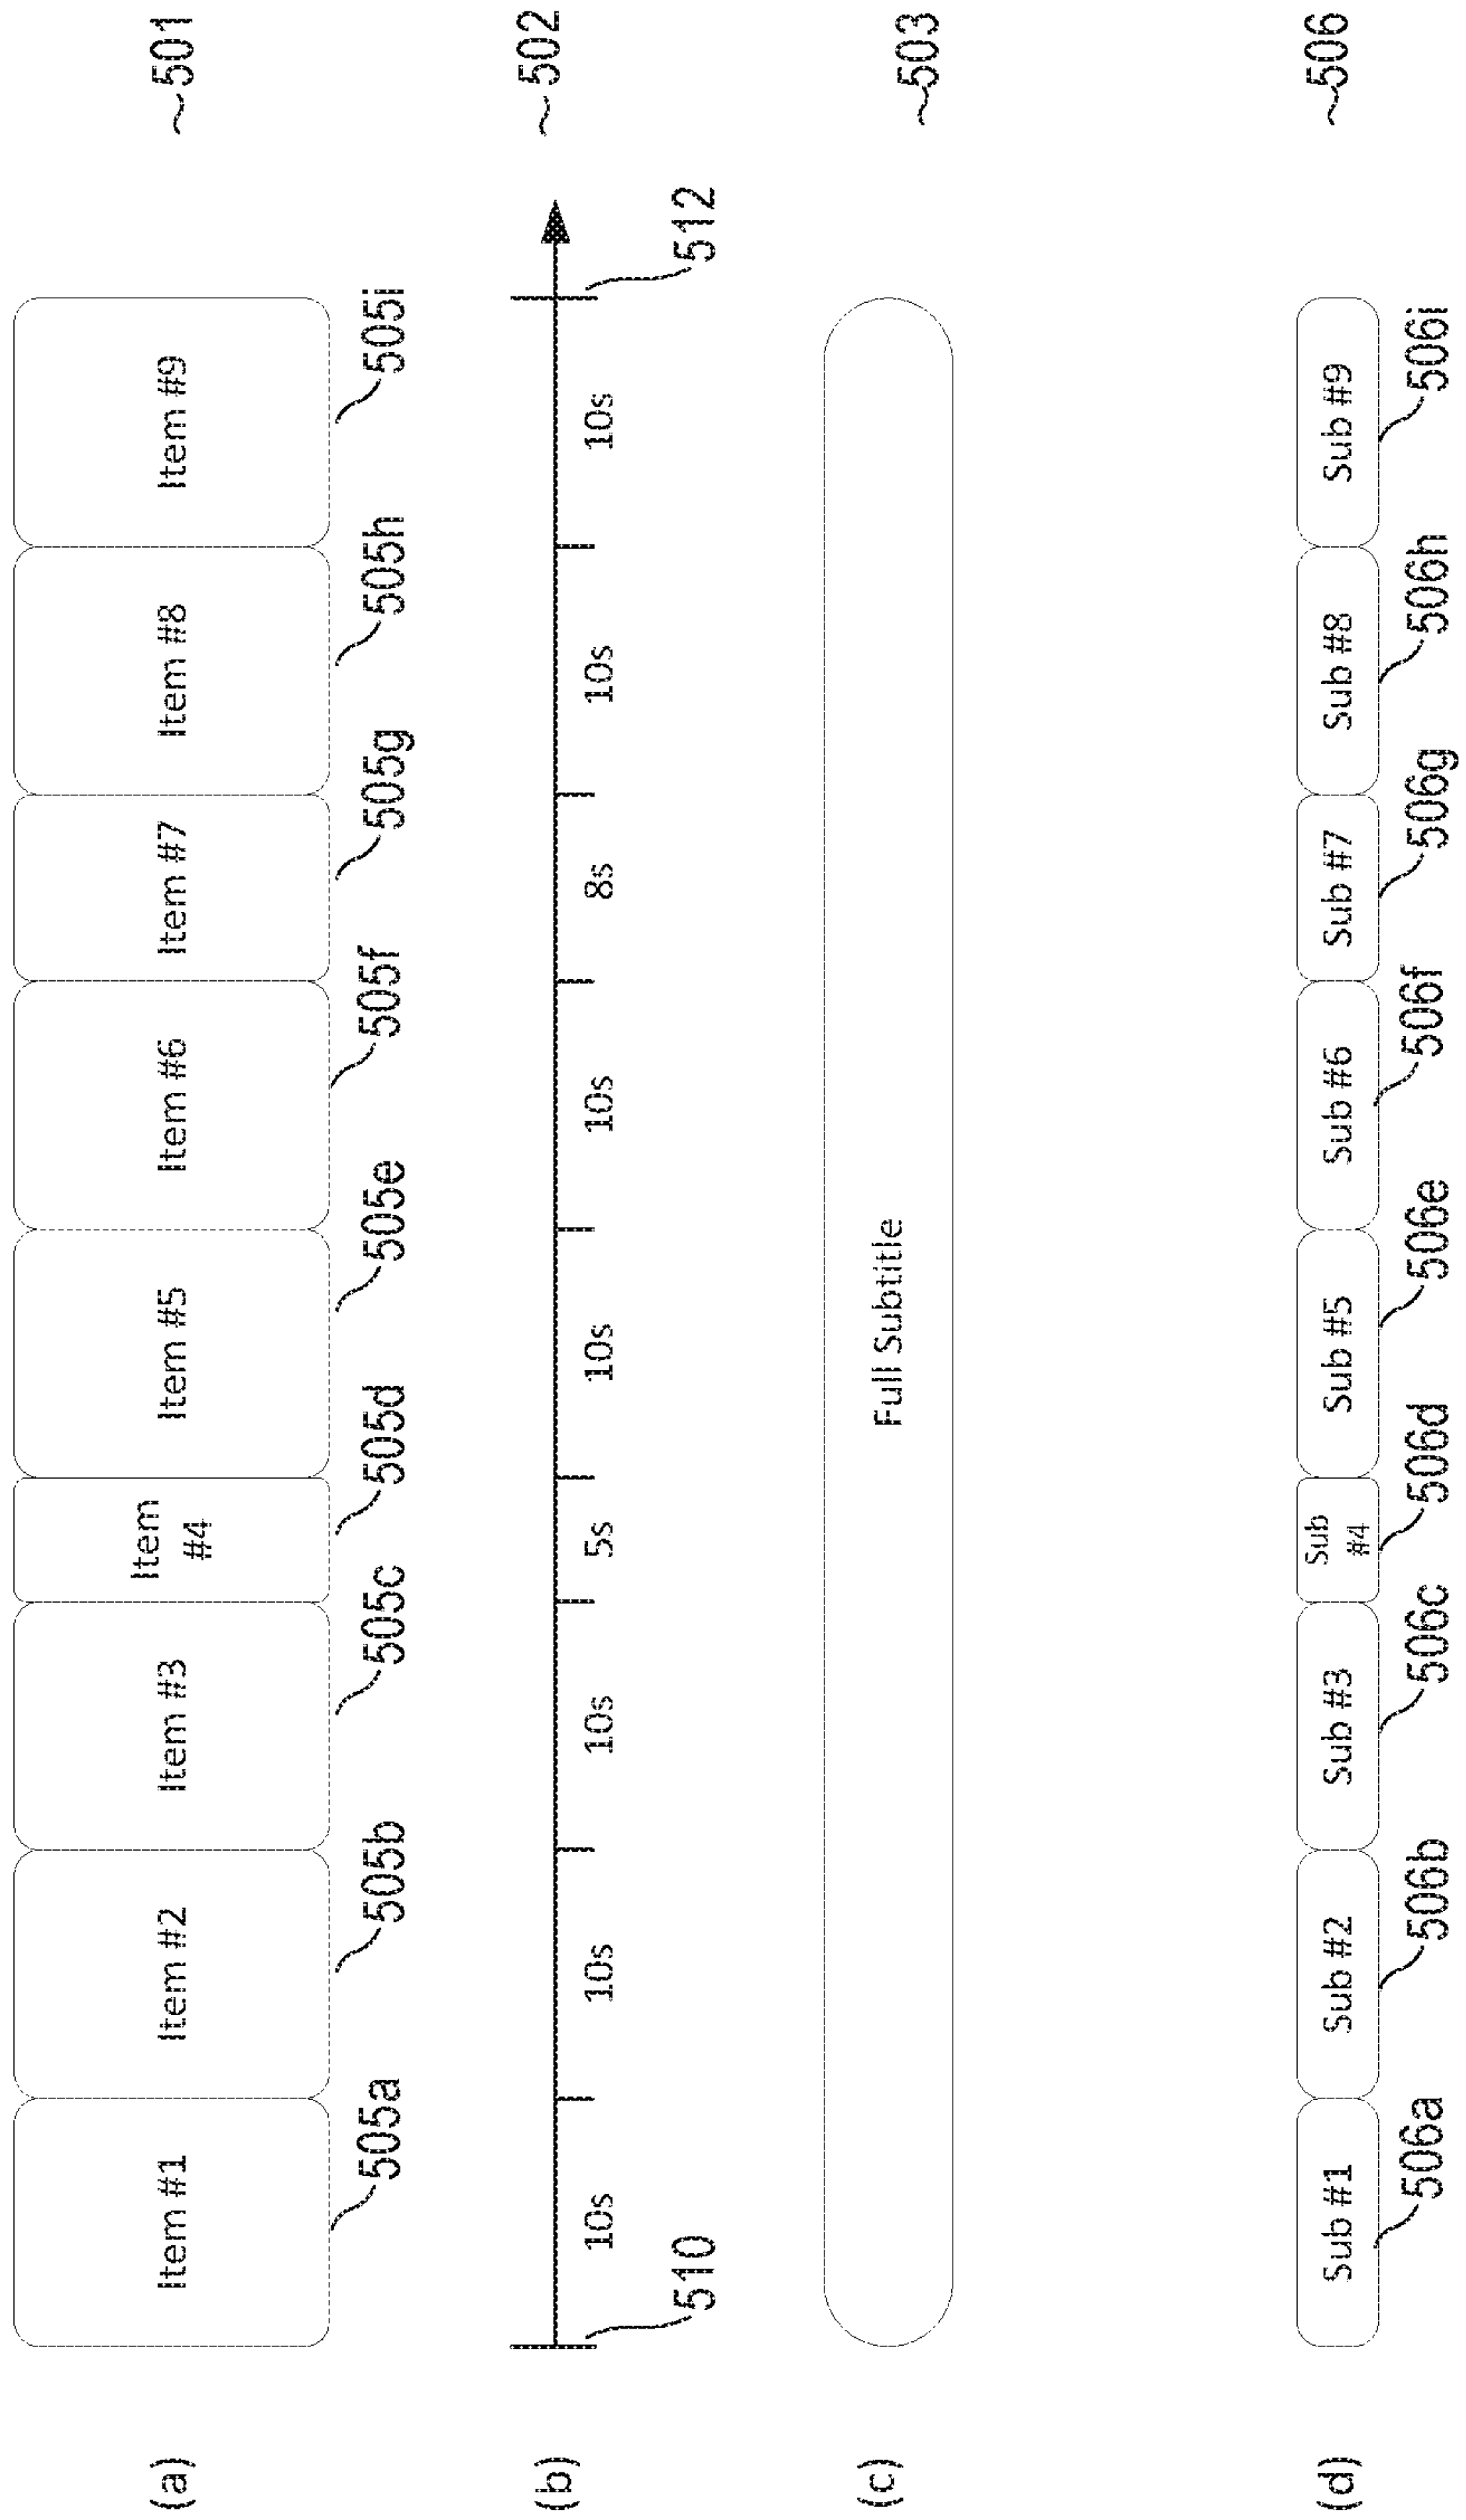 (a)
Item #1
Item #2
Item #3
Item
#4
Item #5
Item #6
Item #7
Item #8
Item #9
~501
505a
505b
505c
505d
505e
505f
505g
505h
505i
(b)
~502
10s
10s
10s
5s
10s
10s
8s
10s
10s
510
512
(c)
Full Subtitle
~503
(d)
Sub #1
Sub #2
Sub #3
Sub
#4
Sub #5
Sub #6
Sub #7
Sub #8
Sub #9
~506
506a
506b
506c
506d
506e
506f
506g
506h
506i